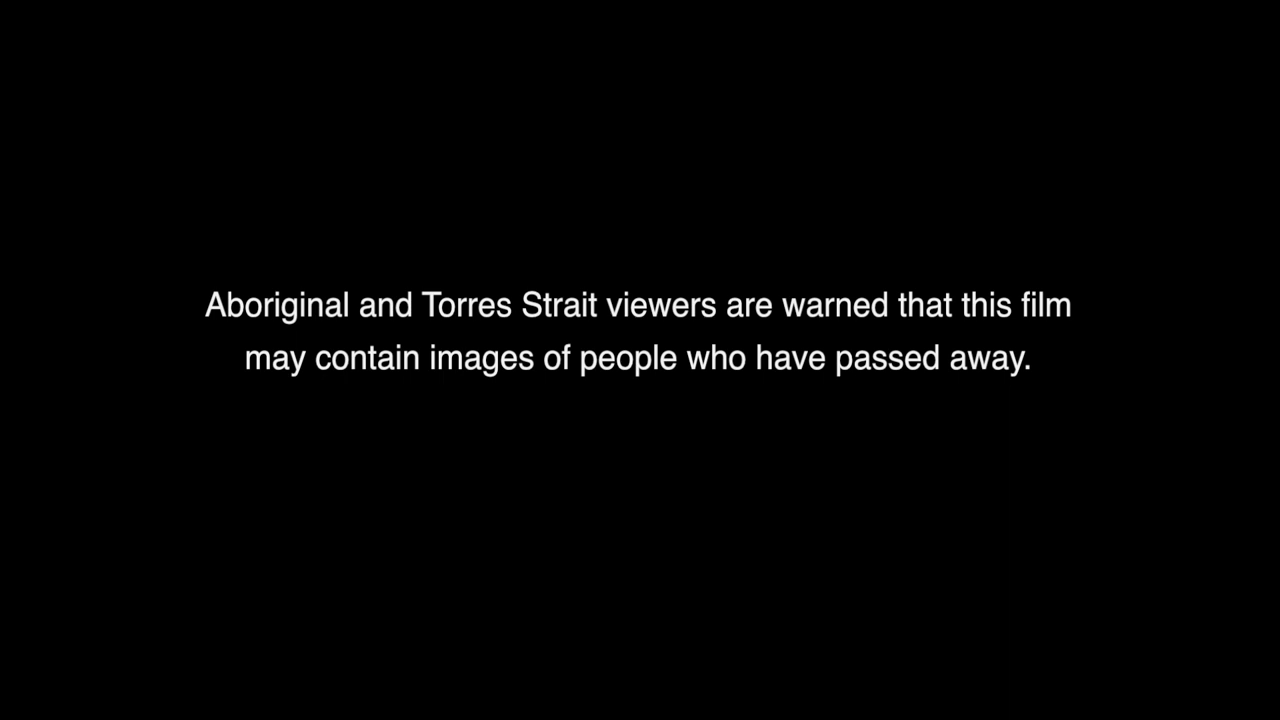 Aboriginal and Torres Strait viewers are warned that this film
may contain images of people who have passed away.